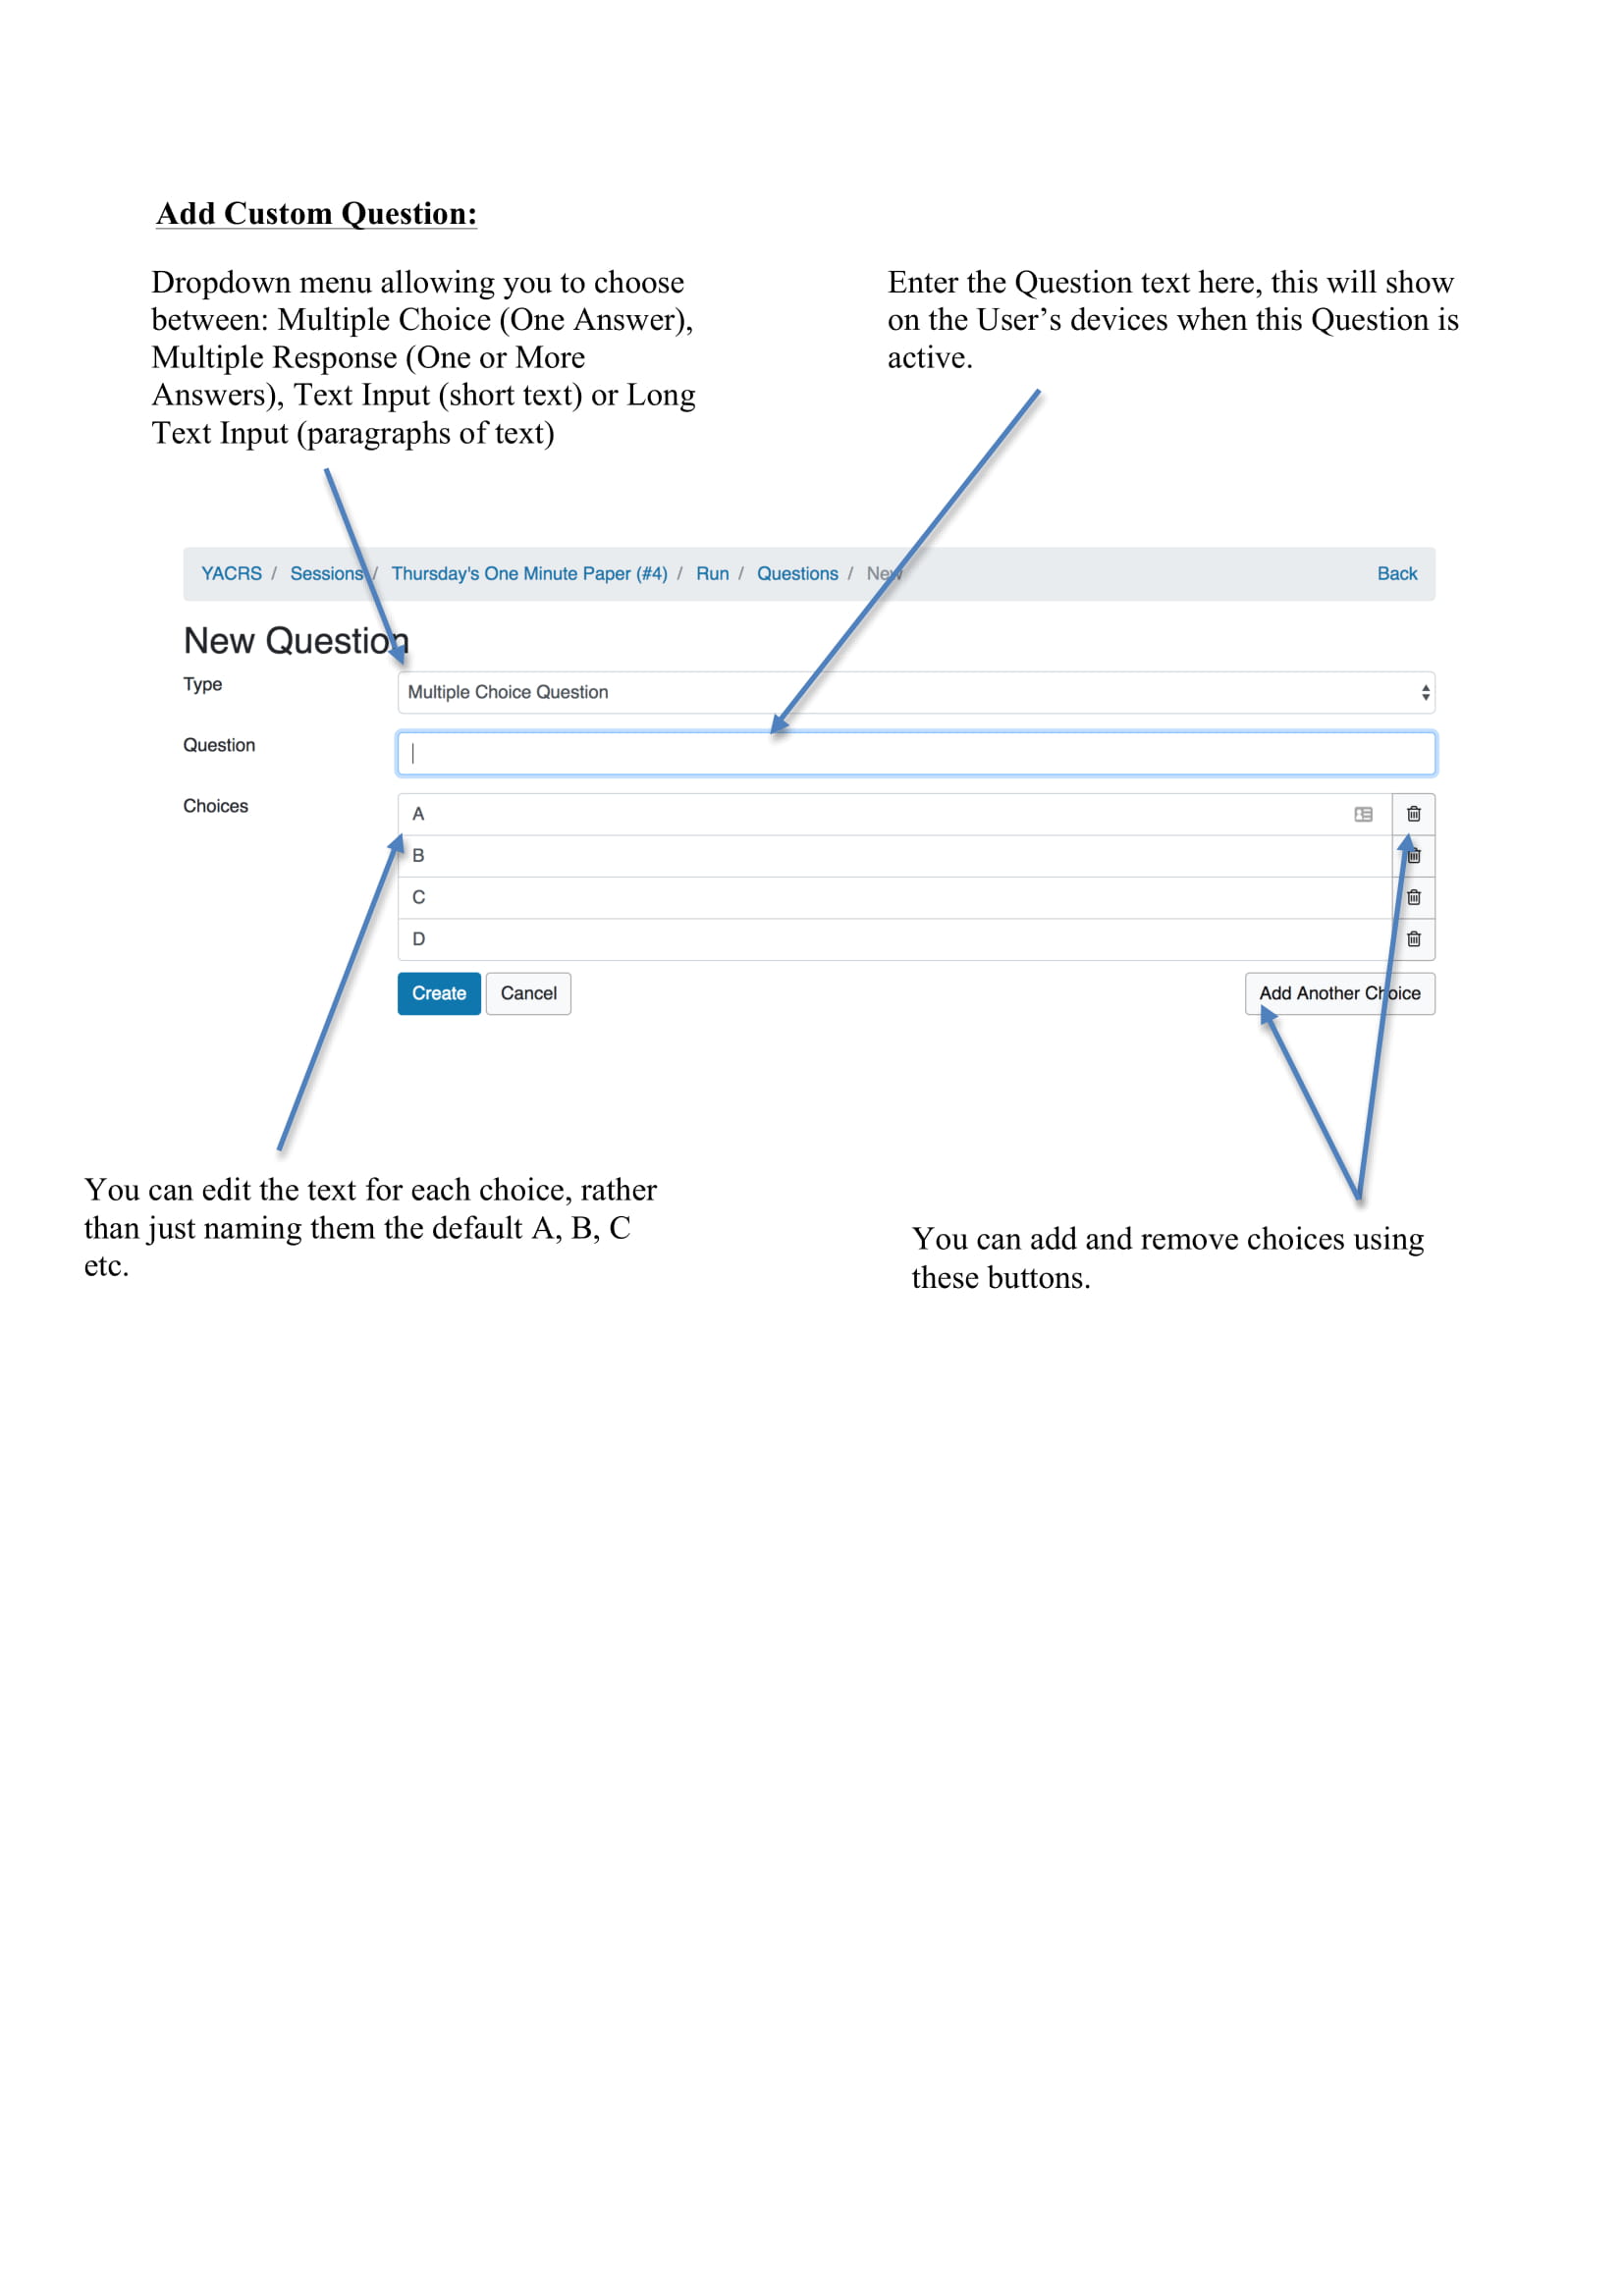 Add Custom Question:
Dropdown menu allowing you to choose
between: Multiple Choice (One Answer),
Multiple Response (One or More
Answers), Text Input (short text) or Long
Text Input (paragraphs of text)
Enter the Question text here, this will show
on the User’s devices when this Question is
active.
YACRS / Sessions / Thursday's One Minute Paper (#4) / Run / Questions / New Back
New Question
Type Multiple Choice Question
Question
Choices A
B
C
D
Create Cancel Add Another Choice
You can edit the text for each choice, rather
than just naming them the default A, B, C
etc.
You can add and remove choices using
these buttons.